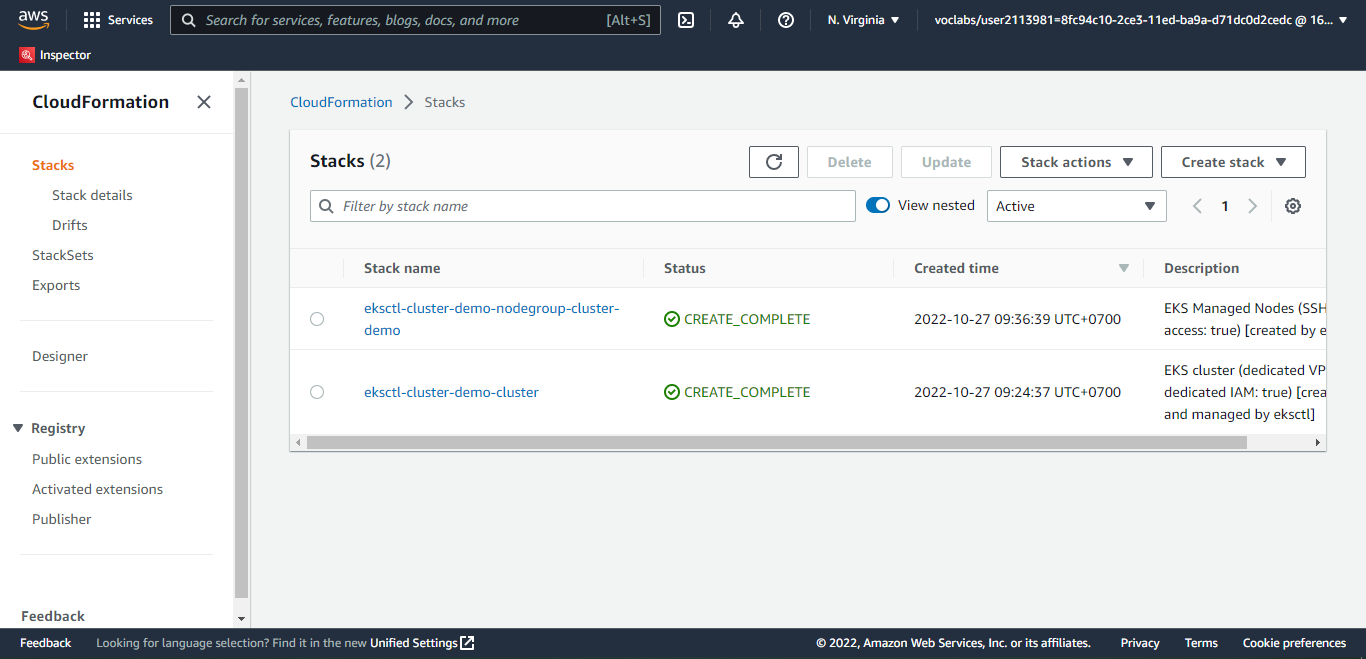 aws
Services
Search for services, features, blogs, docs, and more
[Alt+S]
N. Virginia
voclabs/user2113981=8fc94c10-2ce3-11ed-ba9a-d71dc0d2cedc @ 16...
Inspector
CloudFormation
Stacks
Stack details
Drifts
StackSets
Exports
Designer
Registry
Public extensions
Activated extensions
Publisher
Feedback
CloudFormation
Stacks
Stacks (2)
Delete
Update
Stack actions
Create stack
Filter by stack name
View nested
Active
1
Stack name
Status
Created time
Description
eksctl-cluster-demo-nodegroup-cluster-
demo
CREATE_COMPLETE
2022-10-27 09:36:39 UTC+0700
EKS Managed Nodes (SSH
access: true) [created by e
eksctl-cluster-demo-cluster
CREATE_COMPLETE
2022-10-27 09:24:37 UTC+0700
EKS cluster (dedicated VP
dedicated IAM: true) [crea
and managed by eksctl]
Feedback
Looking for language selection? Find it in the new Unified Settings
© 2022, Amazon Web Services, Inc. or its affiliates.
Privacy
Terms
Cookie preferences